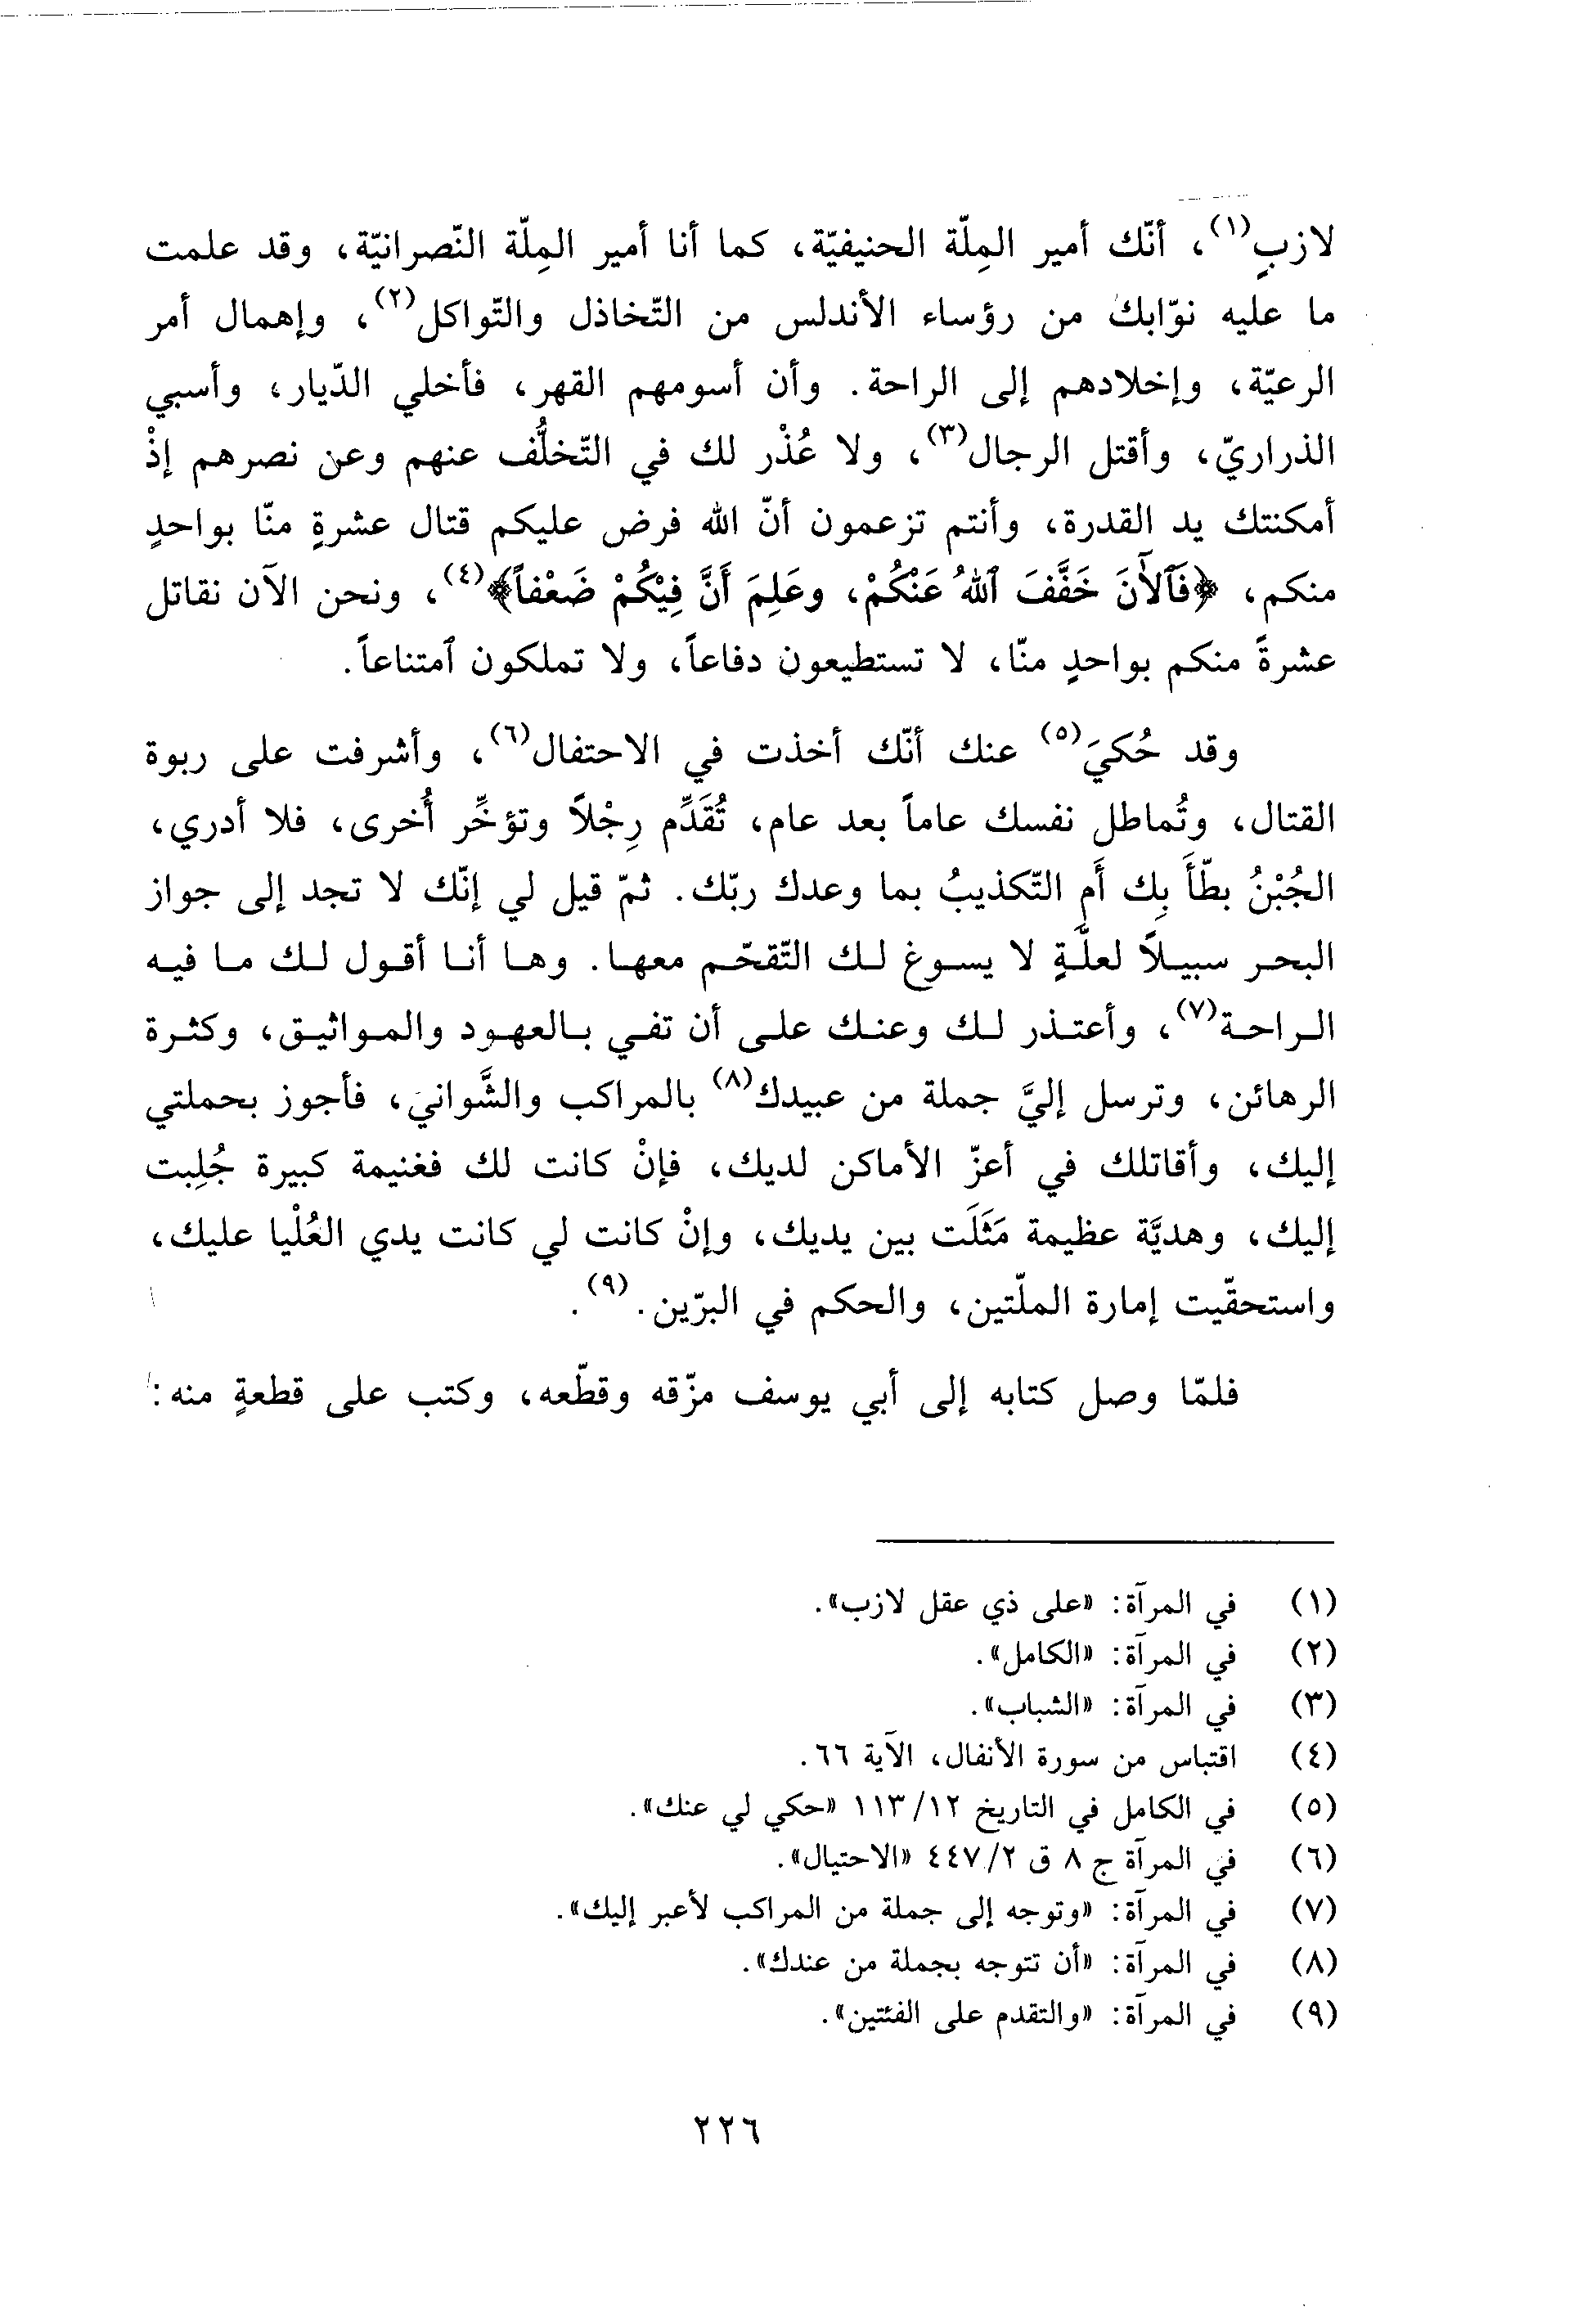 لازبٍ(١)، أنّك أمير المِلّة الحنيفيّة، كما أنا أمير المِلّة النّصرانيّة، وقد علمت
ما عليه نوّابك من رؤساء الأندلس من التّخاذل والتّواكل(٢)، وإهمال أمر
الرعيّة، وإخلادهم إلى الراحة. وأن أسومهم القهر، فأخلي الدّيار، وأسبي
الذراريّ، وأقتل الرجال(٣)، ولا عُذْر لك في التّخلُّف عنهم وعن نصرهم إذْ
أمكنتك يد القدرة، وأنتم تزعمون أنّ الله فرض عليكم قتال عشرةٍ منّا بواحدٍ
منكم، ﴿فَٱلآنَ خَفَّفَ ٱللهُ عَنْكُمْ، وعَلِمَ أَنَّ فِيْكُمْ ضَعْفاً﴾(٤)، ونحن الآن نقاتل
عشرةً منكم بواحدٍ منّا، لا تستطيعون دفاعاً، ولا تملكون ٱمتناعاً.
وقد حُكيَ(٥) عنك أنّك أخذت في الاحتفال(٦)، وأشرفت على ربوة
القتال، وتُماطل نفسك عاماً بعد عام، تُقَدِّم رِجْلاً وتؤخِّر أُخرى، فلا أدري،
الجُبْنُ بطّأَ بِك أَمِ التّكذيبُ بما وعدك ربّك. ثمّ قيل لي إنّك لا تجد إلى جواز
البحر سبيلاً لعلّةٍ لا يسوغ لك التّقحّم معها. وها أنا أقول لك ما فيه
الراحة(٧)، وأعتذر لك وعنك على أن تفي بالعهود والمواثيق، وكثرة
الرهائن، وترسل إليَّ جملة من عبيدك(٨) بالمراكب والشَّواني، فأجوز بحملتي
إليك، وأقاتلك في أعزّ الأماكن لديك، فإنْ كانت لك فغنيمة كبيرة جُلِبت
إليك، وهديَّة عظيمة مَثَلَت بين يديك، وإنْ كانت لي كانت يدي العُلْيا عليك،
واستحقّيت إمارة الملّتين، والحكم في البرّين.(٩).
فلمّا وصل كتابه إلى أبي يوسف مزّقه وقطّعه، وكتب على قطعةٍ منه:
(١) في المرآة: «على ذي عقل لازب».
(٢) في المرآة: «الكامل».
(٣) في المرآة: «الشباب».
(٤) اقتباس من سورة الأنفال، الآية ٦٦.
(٥) في الكامل في التاريخ ١١٣/١٢ «حكي لي عنك».
(٦) في المرآة ج ٨ ق ٤٤٧/٢ «الاحتيال».
(٧) في المرآة: «وتوجه إلى جملة من المراكب لأعبر إليك».
(٨) في المرآة: «أن تتوجه بجملة من عندك».
(٩) في المرآة: «والتقدم على الفئتين».
٢٢٦